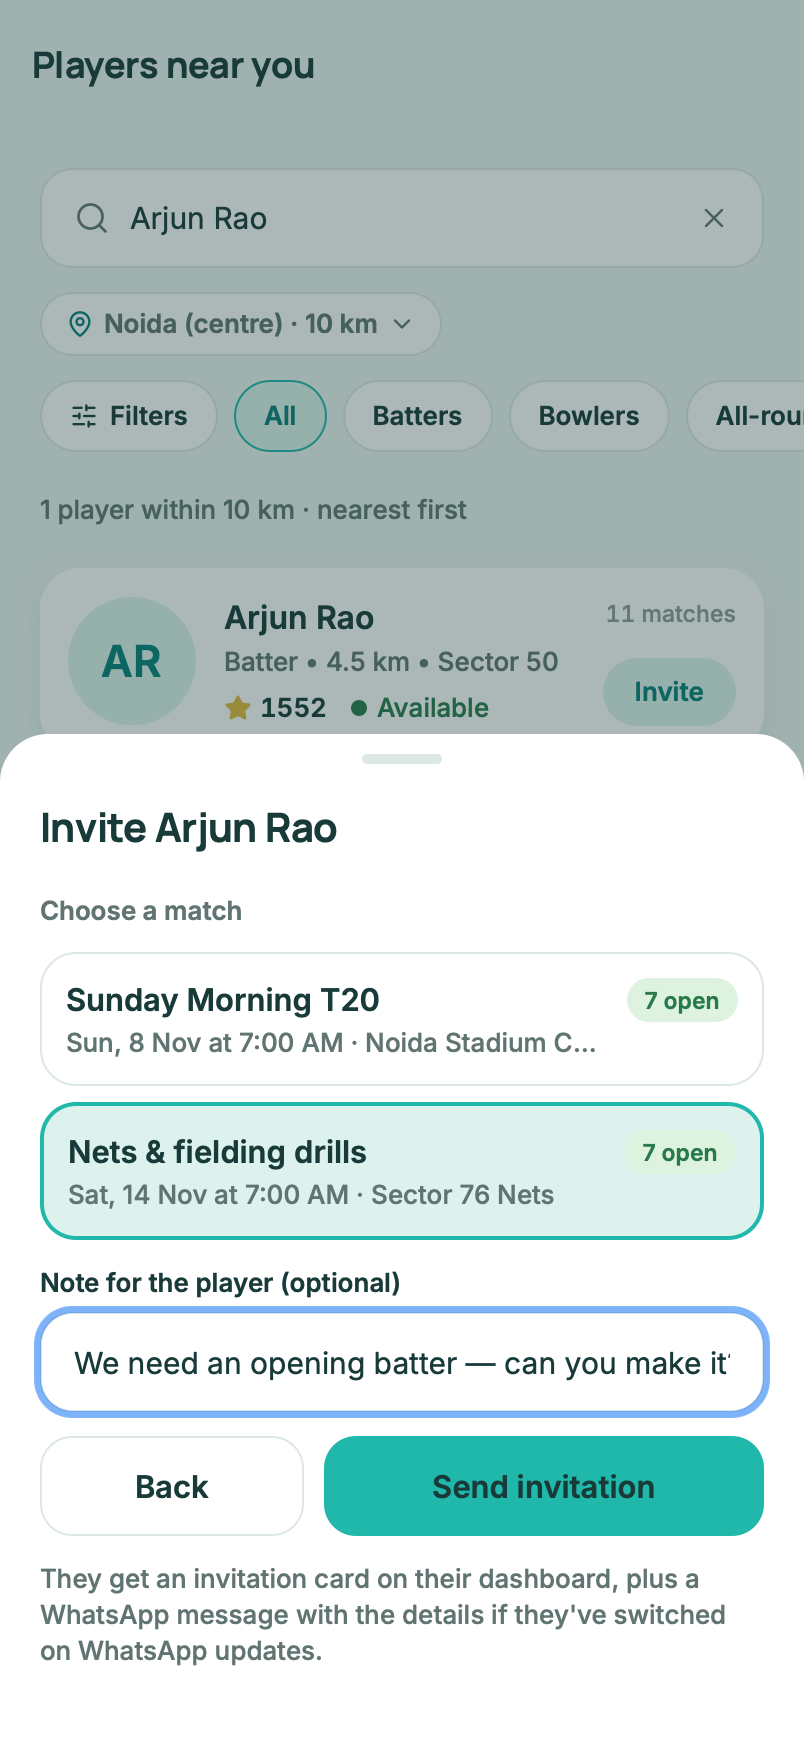 Players near you
Arjun Rao
Noida (centre) · 10 km
Filters
All
Batters
Bowlers
All-rou
1 player within 10 km · nearest first
AR
Arjun Rao
11 matches
Batter • 4.5 km • Sector 50
1552
Available
Invite
Invite Arjun Rao
Choose a match
Sunday Morning T20
7 open
Sun, 8 Nov at 7:00 AM · Noida Stadium C...
Nets & fielding drills
7 open
Sat, 14 Nov at 7:00 AM · Sector 76 Nets
Note for the player (optional)
We need an opening batter — can you make it
Back
Send invitation
They get an invitation card on their dashboard, plus a
WhatsApp message with the details if they've switched
on WhatsApp updates.